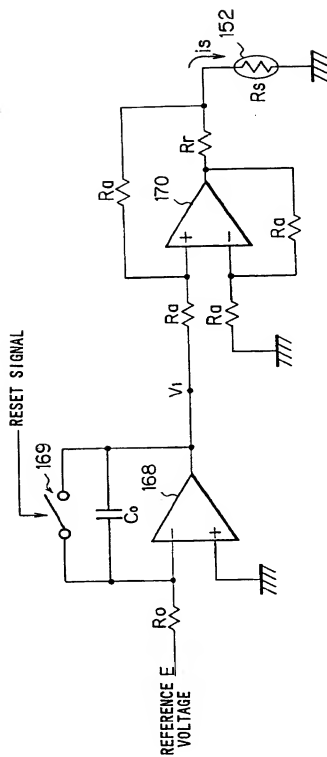 RESET SIGNAL
169
Co
168
-
+
Ro
REFERENCE E
VOLTAGE
V1
Ra
Ra
Ra
+
-
170
Ra
Rr
is
152
Rs